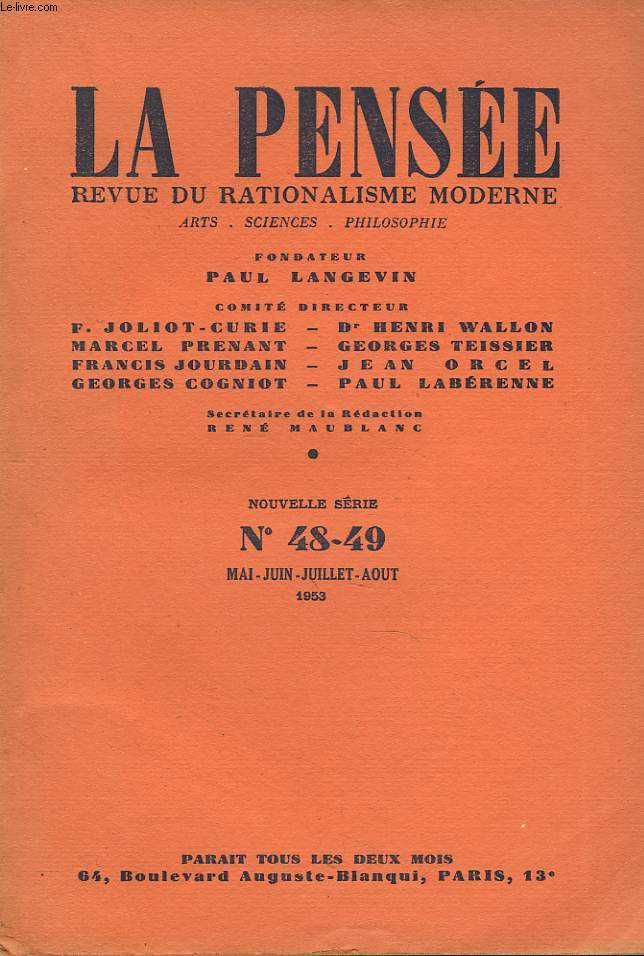 Le-livre.com
LA PENSÉE
REVUE DU RATIONALISME MODERNE
ARTS . SCIENCES . PHILOSOPHIE
FONDATEUR
PAUL LANGEVIN
COMITÉ DIRECTEUR
F. JOLIOT-CURIE – Dr HENRI WALLON
MARCEL PRENANT – GEORGES TEISSIER
FRANCIS JOURDAIN – JEAN ORCEL
GEORGES COGNIOT – PAUL LABÉRENNE
Secrétaire de la Rédaction
RENÉ MAUBLANC
●
NOUVELLE SÉRIE
N° 48-49
MAI-JUIN-JUILLET-AOUT
1953
PARAIT TOUS LES DEUX MOIS
64, Boulevard Auguste-Blanqui, PARIS, 13e